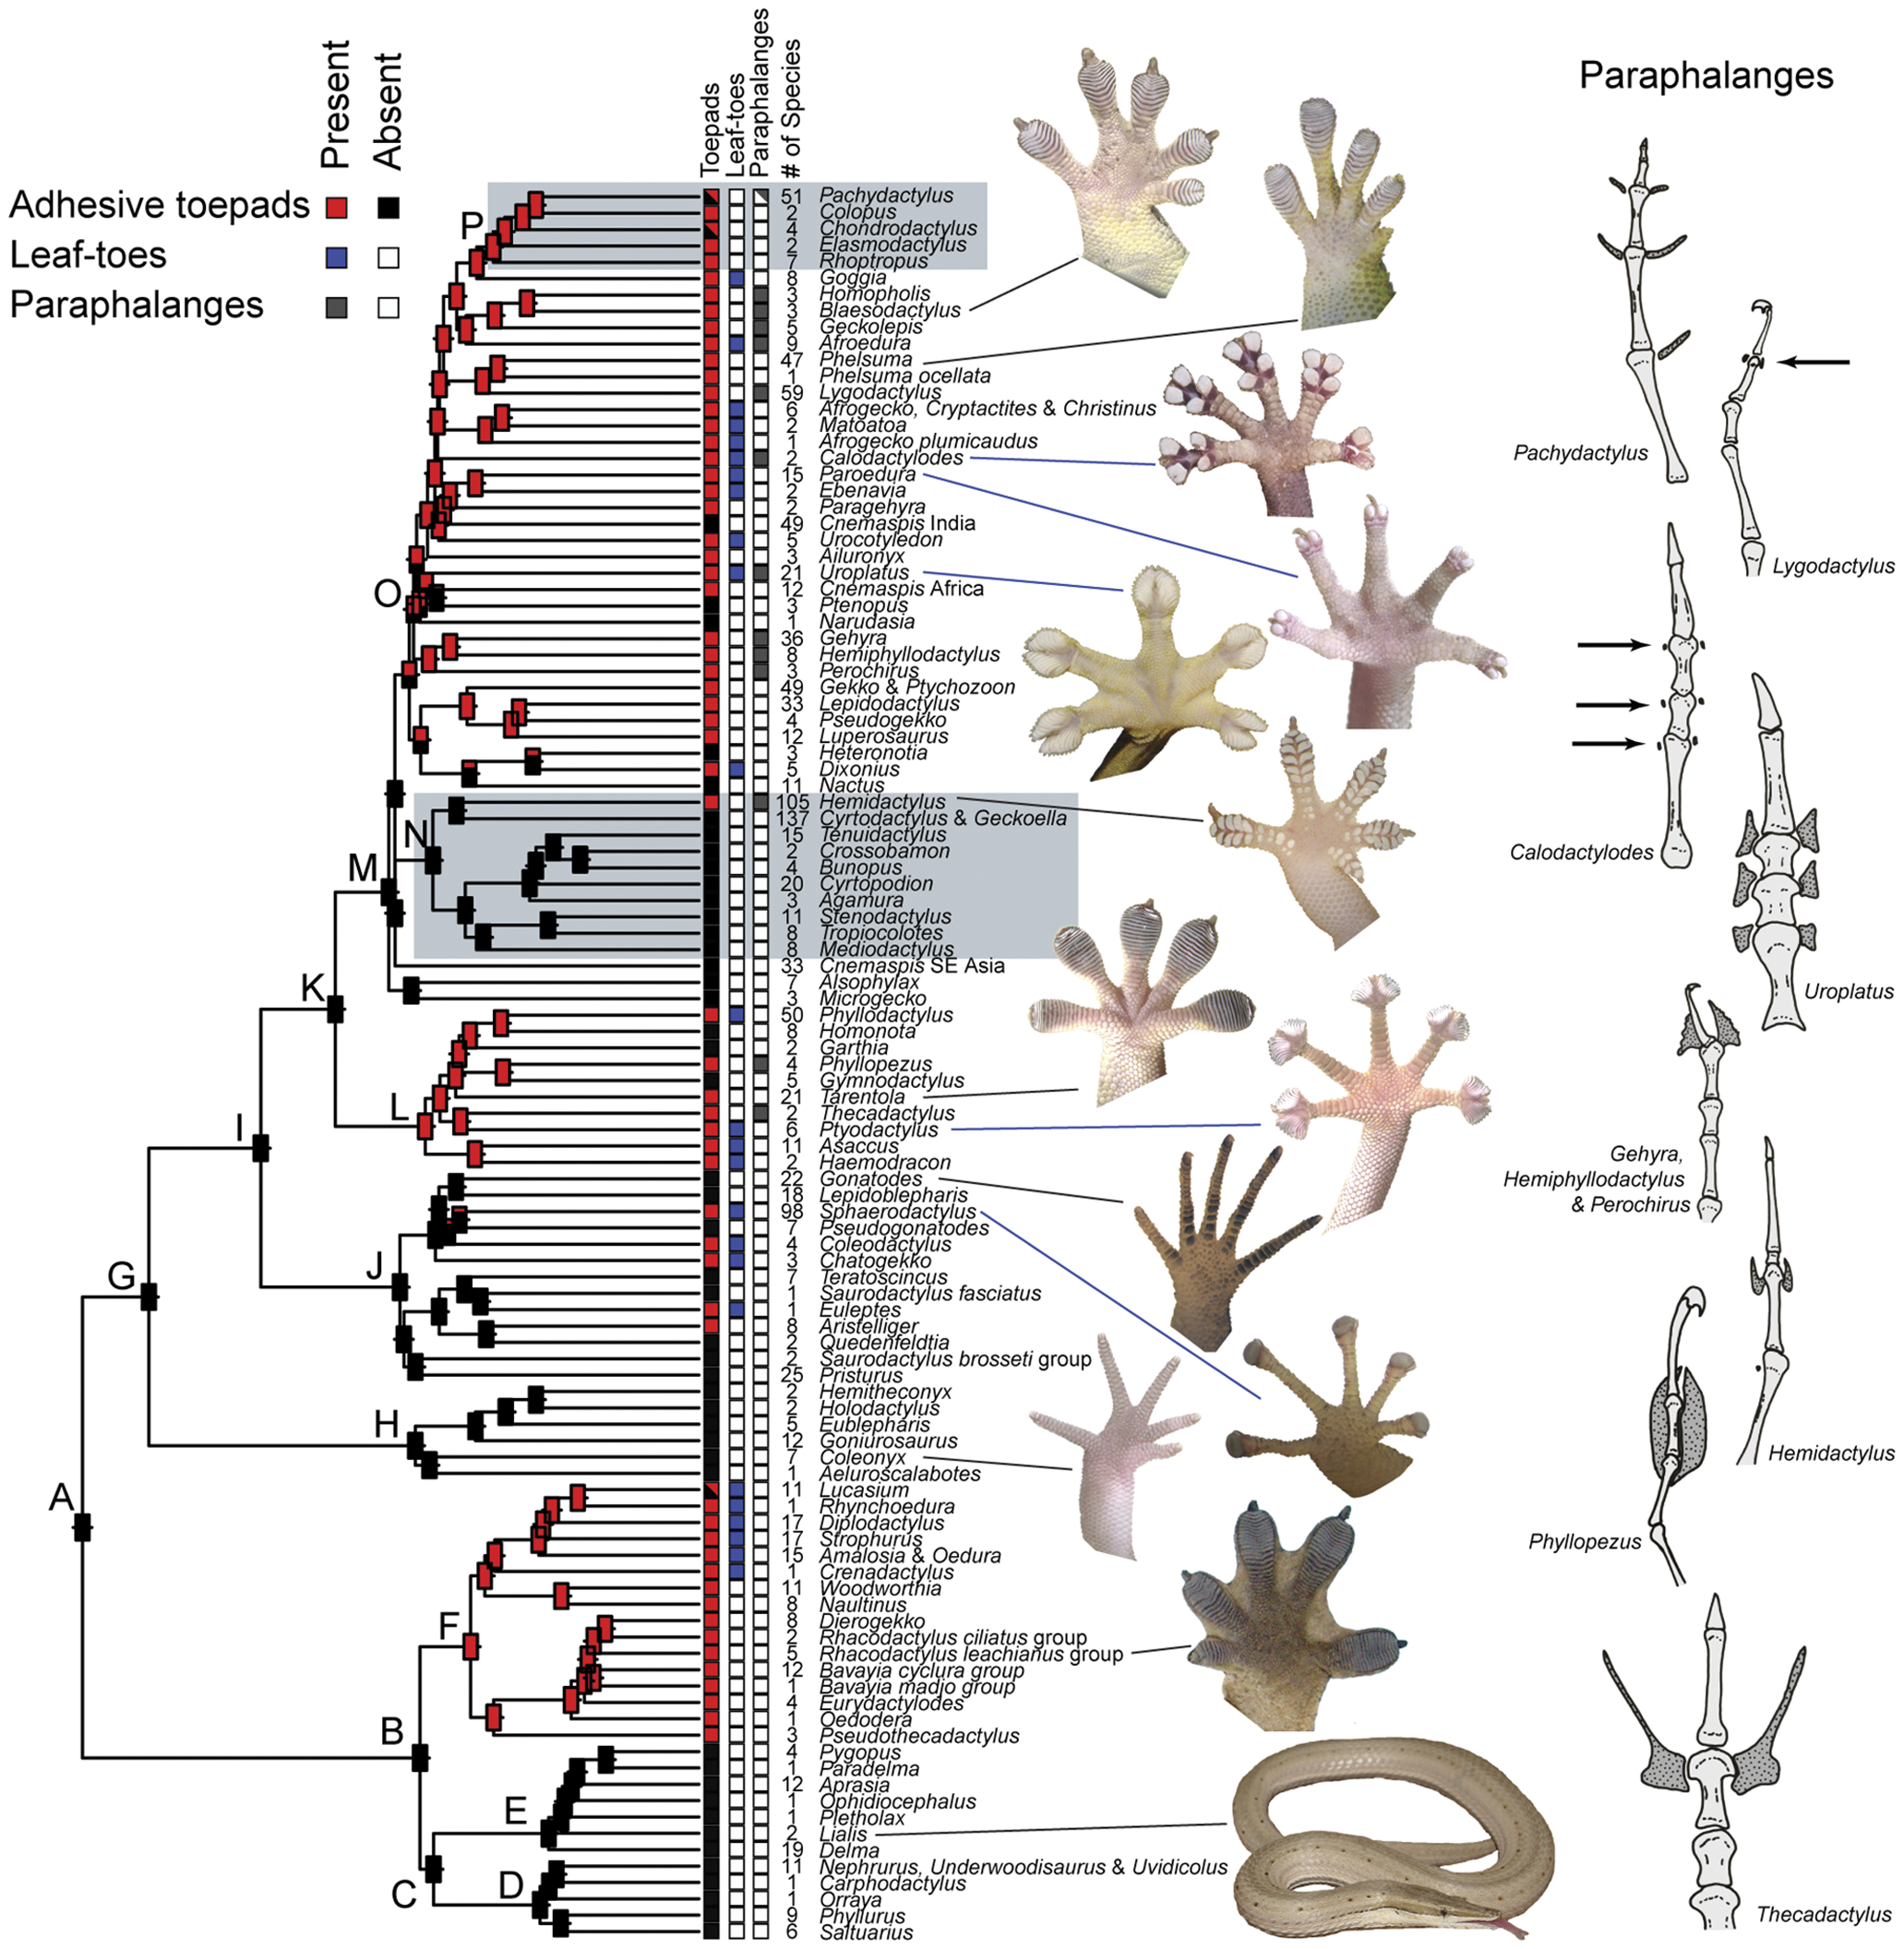 Present
Absent
Adhesive toepads
Leaf-toes
Paraphalanges
Toepads
Leaf-toes
Paraphalanges
# of Species
51 Pachydactylus
2 Colopus
4 Chondrodactylus
2 Elasmodactylus
7 Rhoptropus
8 Goggia
3 Homopholis
3 Blaesodactylus
5 Geckolepis
9 Afroedura
47 Phelsuma
1 Phelsuma ocellata
59 Lygodactylus
6 Afrogecko, Cryptactites & Christinus
2 Matoatoa
1 Afrogecko plumicaudus
2 Calodactylodes
15 Paroedura
2 Ebenavia
2 Paragehyra
49 Cnemaspis India
5 Urocotyledon
3 Ailuronyx
21 Uroplatus
12 Cnemaspis Africa
3 Ptenopus
1 Narudasia
36 Gehyra
8 Hemiphyllodactylus
3 Perochirus
49 Gekko & Ptychozoon
33 Lepidodactylus
4 Pseudogekko
12 Luperosaurus
3 Heteronotia
5 Dixonius
11 Nactus
105 Hemidactylus
137 Cyrtodactylus & Geckoella
15 Tenuidactylus
2 Crossobamon
4 Bunopus
20 Cyrtopodion
3 Agamura
11 Stenodactylus
8 Tropiocolotes
8 Mediodactylus
33 Cnemaspis SE Asia
7 Alsophylax
3 Microgecko
50 Phyllodactylus
8 Homonota
2 Garthia
4 Phyllopezus
5 Gymnodactylus
21 Tarentola
2 Thecadactylus
6 Ptyodactylus
11 Asaccus
2 Haemodracon
22 Gonatodes
18 Lepidoblepharis
98 Sphaerodactylus
7 Pseudogonatodes
4 Coleodactylus
3 Chatogekko
7 Teratoscincus
1 Saurodactylus fasciatus
1 Euleptes
8 Aristelliger
2 Quedenfeldtia
2 Saurodactylus brosseti group
25 Pristurus
2 Hemitheconyx
2 Holodactylus
5 Eublepharis
12 Goniurosaurus
7 Coleonyx
1 Aeluroscalabotes
11 Lucasium
1 Rhynchoedura
17 Diplodactylus
17 Strophurus
15 Amalosia & Oedura
1 Crenadactylus
11 Woodworthia
8 Naultinus
8 Dierogekko
2 Rhacodactylus ciliatus group
5 Rhacodactylus leachianus group
12 Bavayia cyclura group
1 Bavayia madjo group
4 Eurydactylodes
1 Oedodera
3 Pseudothecadactylus
4 Pygopus
1 Paradelma
12 Aprasia
1 Ophidiocephalus
1 Pletholax
2 Lialis
19 Delma
11 Nephrurus, Underwoodisaurus & Uvidicolus
1 Carphodactylus
1 Orraya
9 Phyllurus
6 Saltuarius
P
O
N
M
K
L
I
J
G
H
A
F
B
E
D
C
Paraphalanges
Pachydactylus
Lygodactylus
Calodactylodes
Uroplatus
Gehyra,
Hemiphyllodactylus
& Perochirus
Hemidactylus
Phyllopezus
Thecadactylus